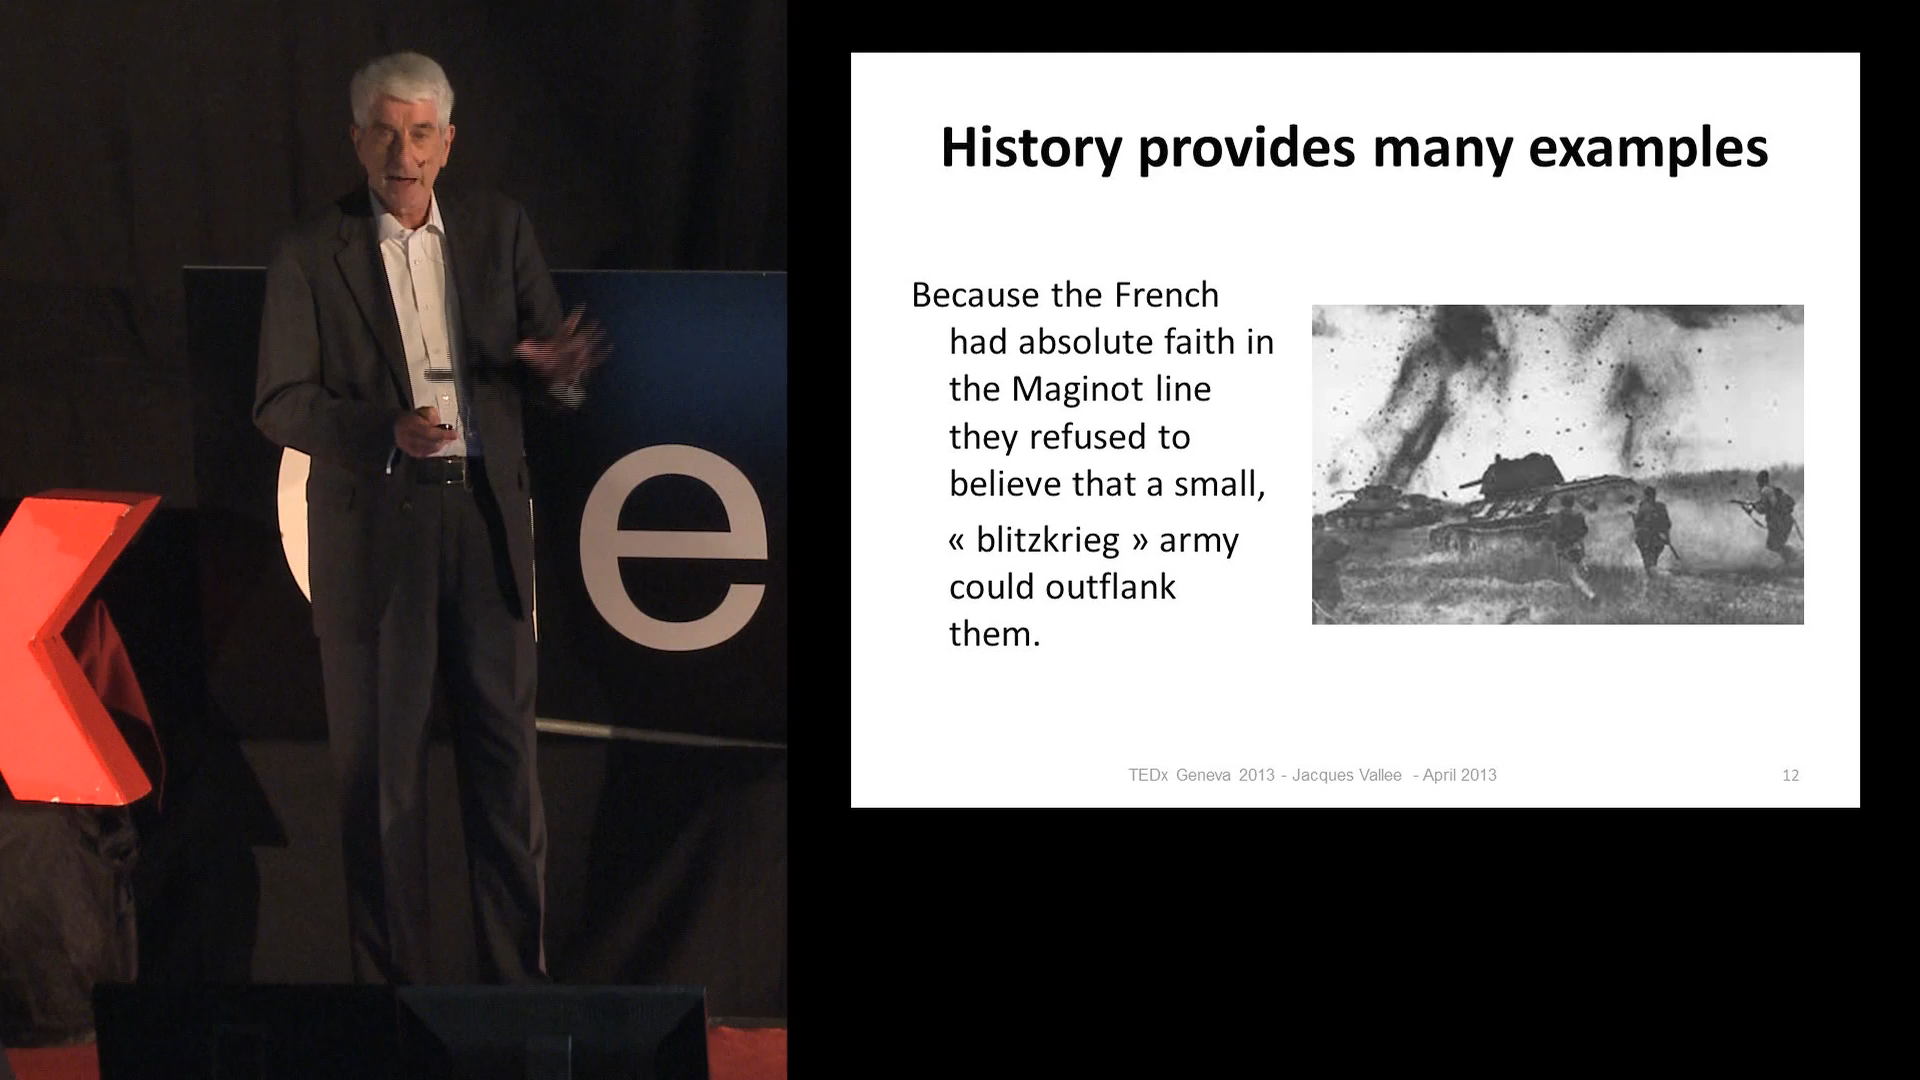 History provides many examples
Because the French
had absolute faith in
the Maginot line
they refused to
believe that a small,
« blitzkrieg » army
could outflank
them.
TEDx Geneva 2013 - Jacques Vallee - April 2013
12
e